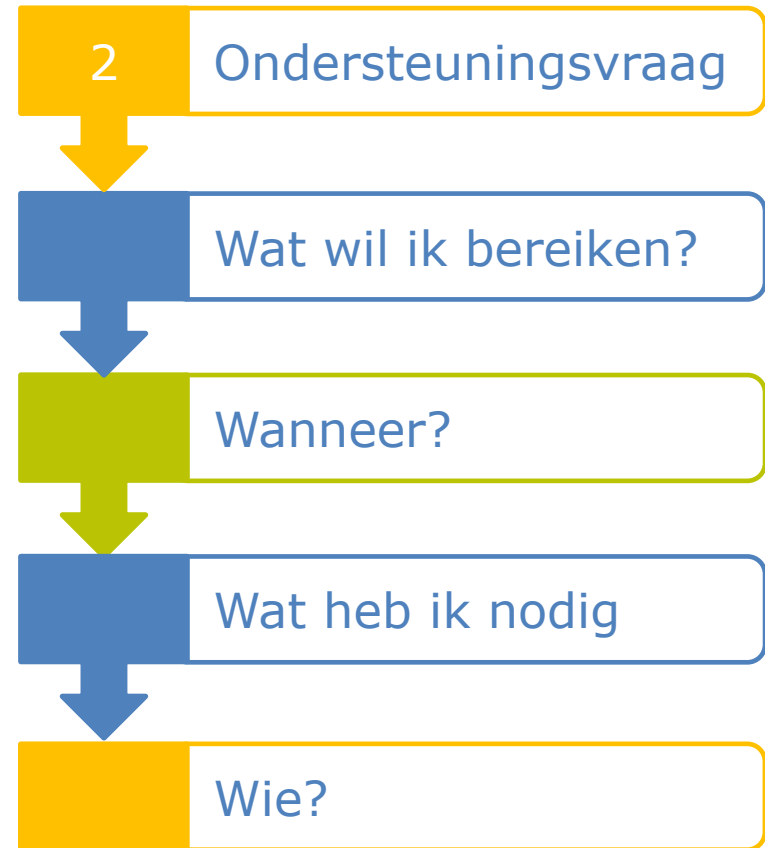 2 Ondersteuningsvraag
Wat wil ik bereiken?
Wanneer?
Wat heb ik nodig
Wie?